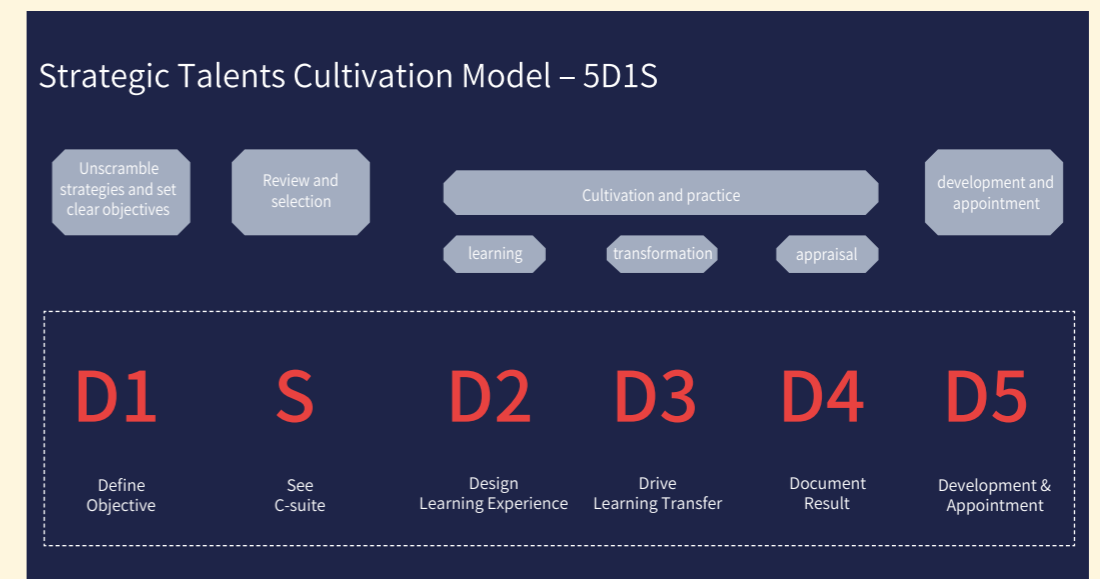 Strategic Talents Cultivation Model – 5D1S
Unscramble
strategies and set
clear objectives
Review and
selection
Cultivation and practice
learning
transformation
appraisal
development and
appointment
D1
S
D2
D3
D4
D5
Define
Objective
See
C-suite
Design
Learning Experience
Drive
Learning Transfer
Document
Result
Development &
Appointment